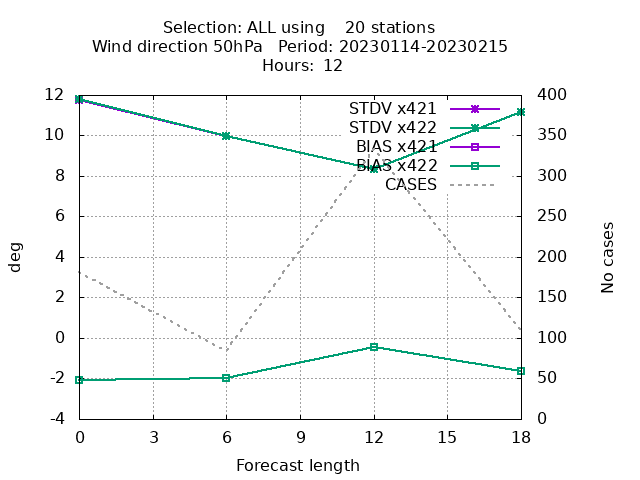 Selection: ALL using    20 stations
Wind direction 50hPa   Period: 20230114-20230215
Hours:  12
STDV x421
STDV x422
BIAS x421
BIAS x422
CASES
12
10
8
6
4
2
0
-2
-4
400
350
300
250
200
150
100
50
0
deg
No cases
0 3 6 9 12 15 18
Forecast length